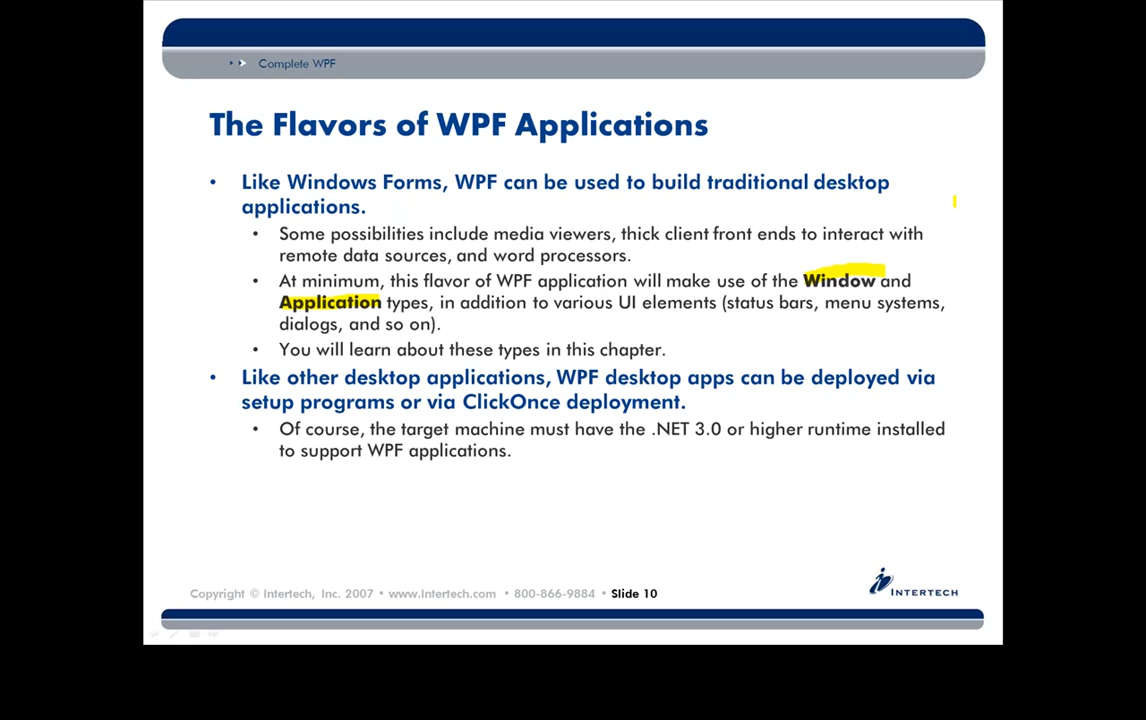 Complete WPF
The Flavors of WPF Applications
• Like Windows Forms, WPF can be used to build traditional desktop
applications.
• Some possibilities include media viewers, thick client front ends to interact with
remote data sources, and word processors.
• At minimum, this flavor of WPF application will make use of the Window and
Application types, in addition to various UI elements (status bars, menu systems,
dialogs, and so on).
• You will learn about these types in this chapter.
• Like other desktop applications, WPF desktop apps can be deployed via
setup programs or via ClickOnce deployment.
• Of course, the target machine must have the .NET 3.0 or higher runtime installed
to support WPF applications.
Copyright © Intertech, Inc. 2007 • www.Intertech.com • 800-866-9884 • Slide 10
INTERTECH